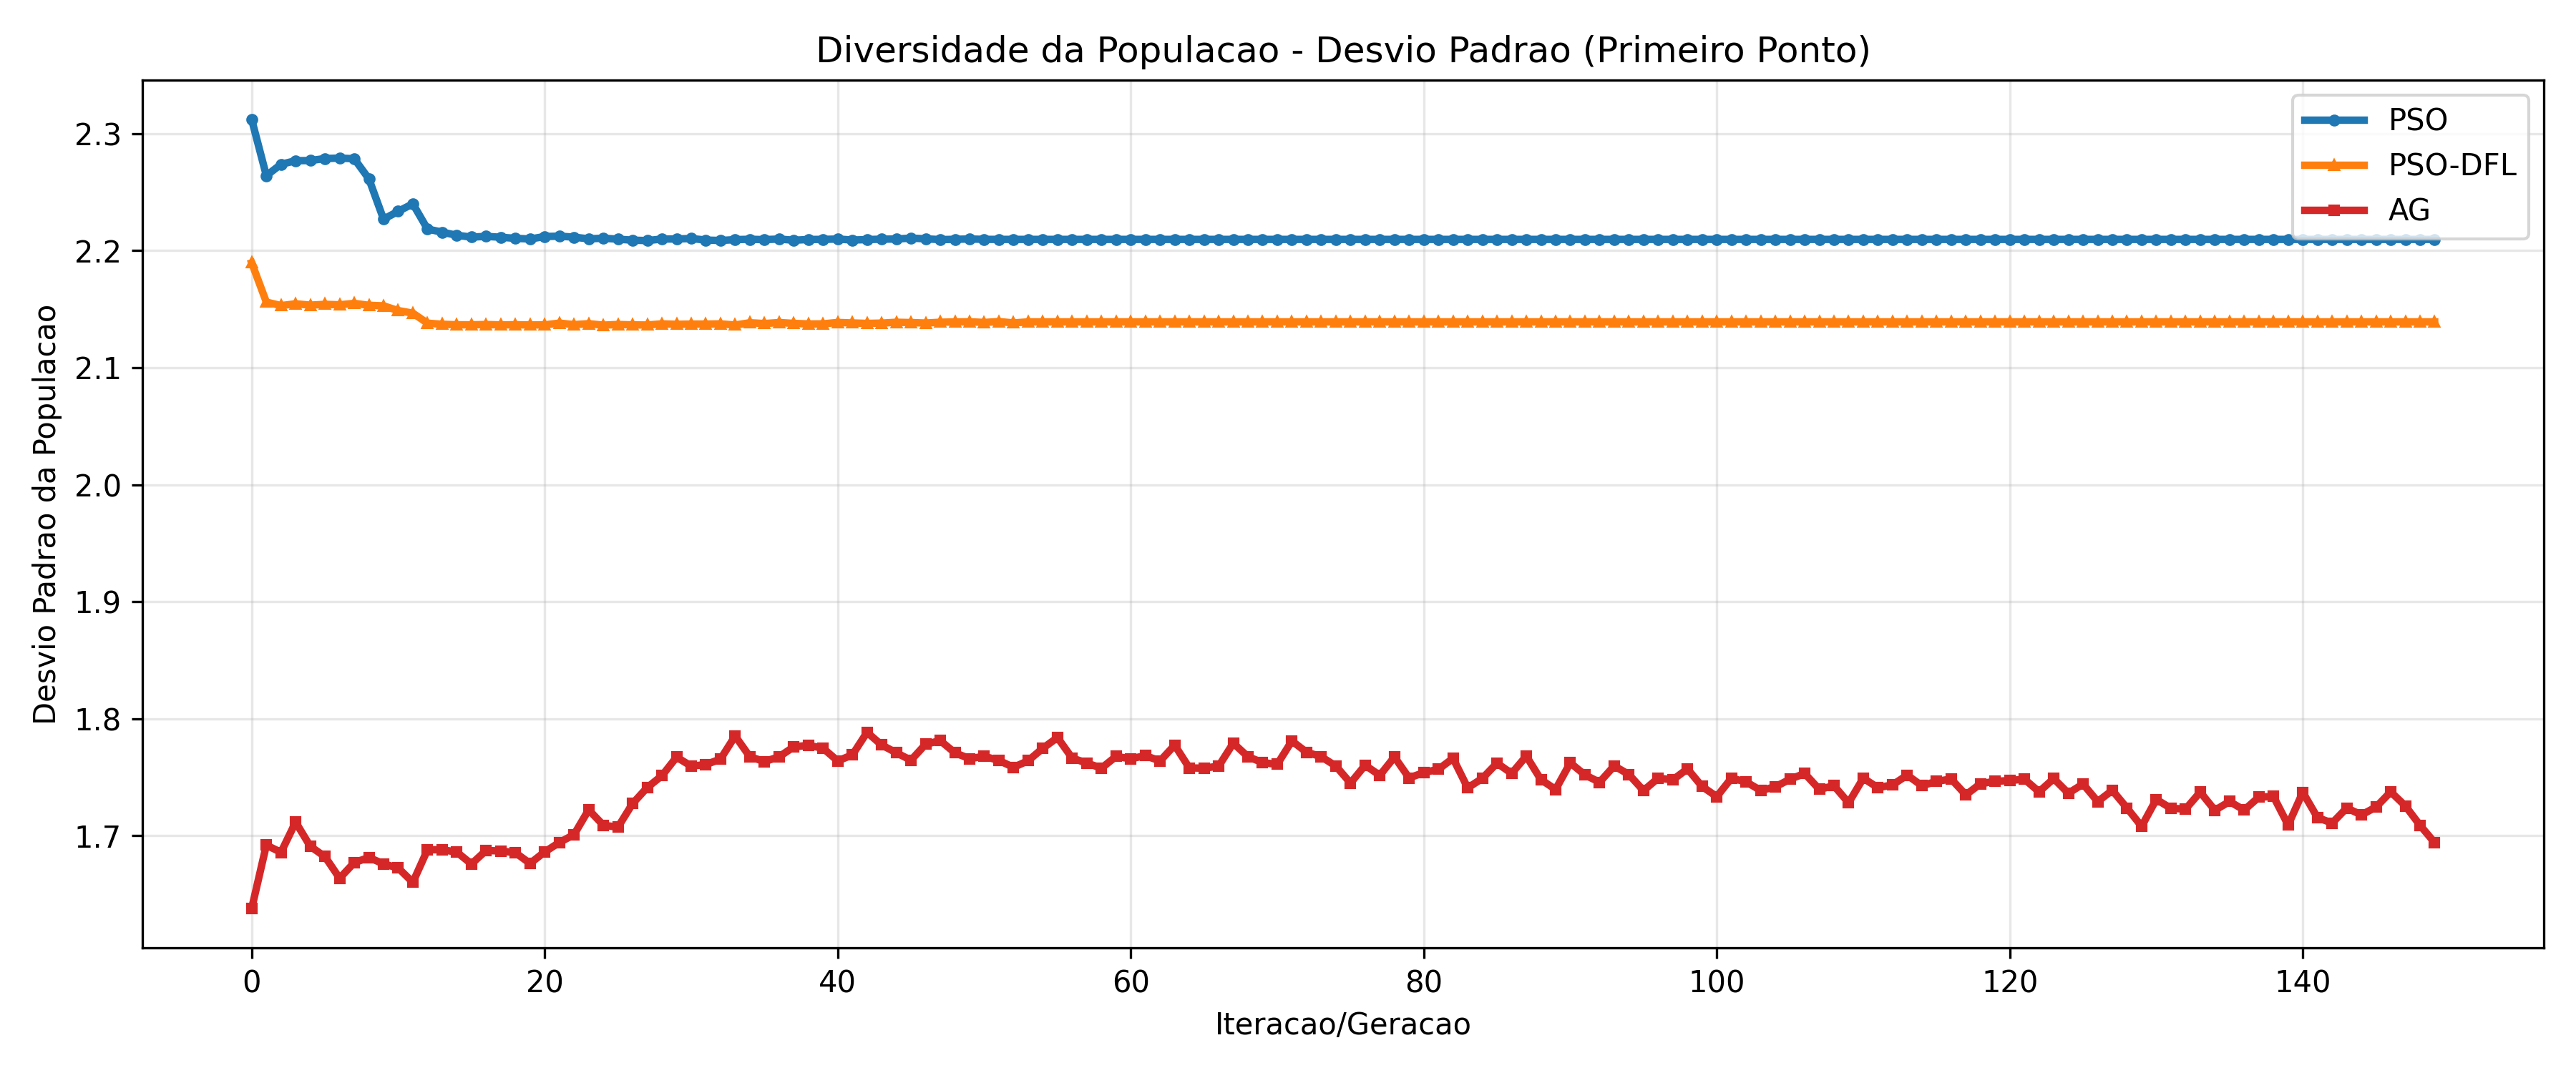 Diversidade da Populacao - Desvio Padrao (Primeiro Ponto)
PSO
PSO-DFL
AG
Desvio Padrao da Populacao
2.3
2.2
2.1
2.0
1.9
1.8
1.7
0 20 40 60 80 100 120 140
Iteracao/Geracao